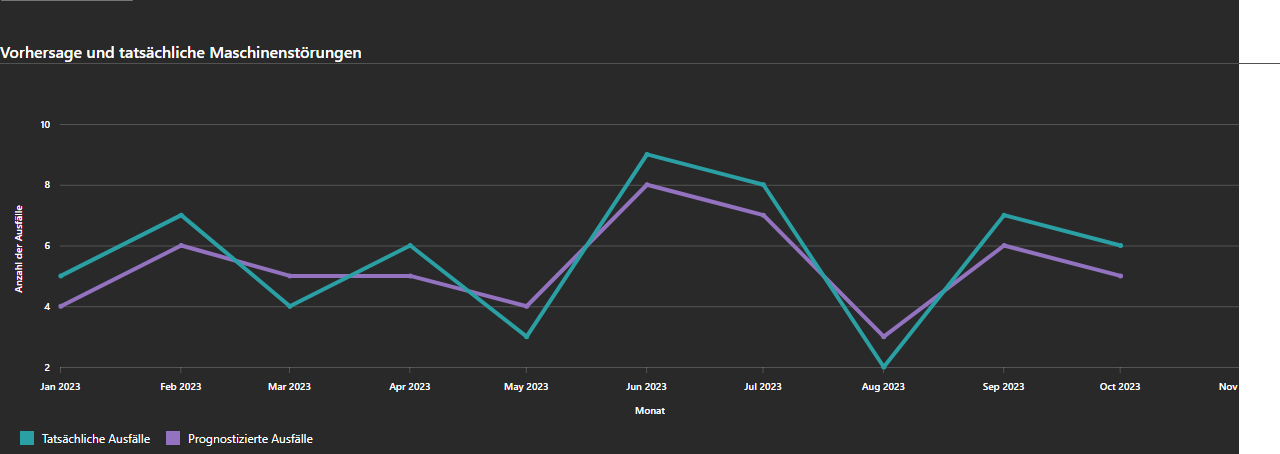 Vorhersage und tatsächliche Maschinenstörungen
10
8
6
4
2
Anzahl der Ausfälle
Jan 2023 Feb 2023 Mar 2023 Apr 2023 May 2023 Jun 2023 Jul 2023 Aug 2023 Sep 2023 Oct 2023 Nov
Monat
Tatsächliche Ausfälle Prognostizierte Ausfälle